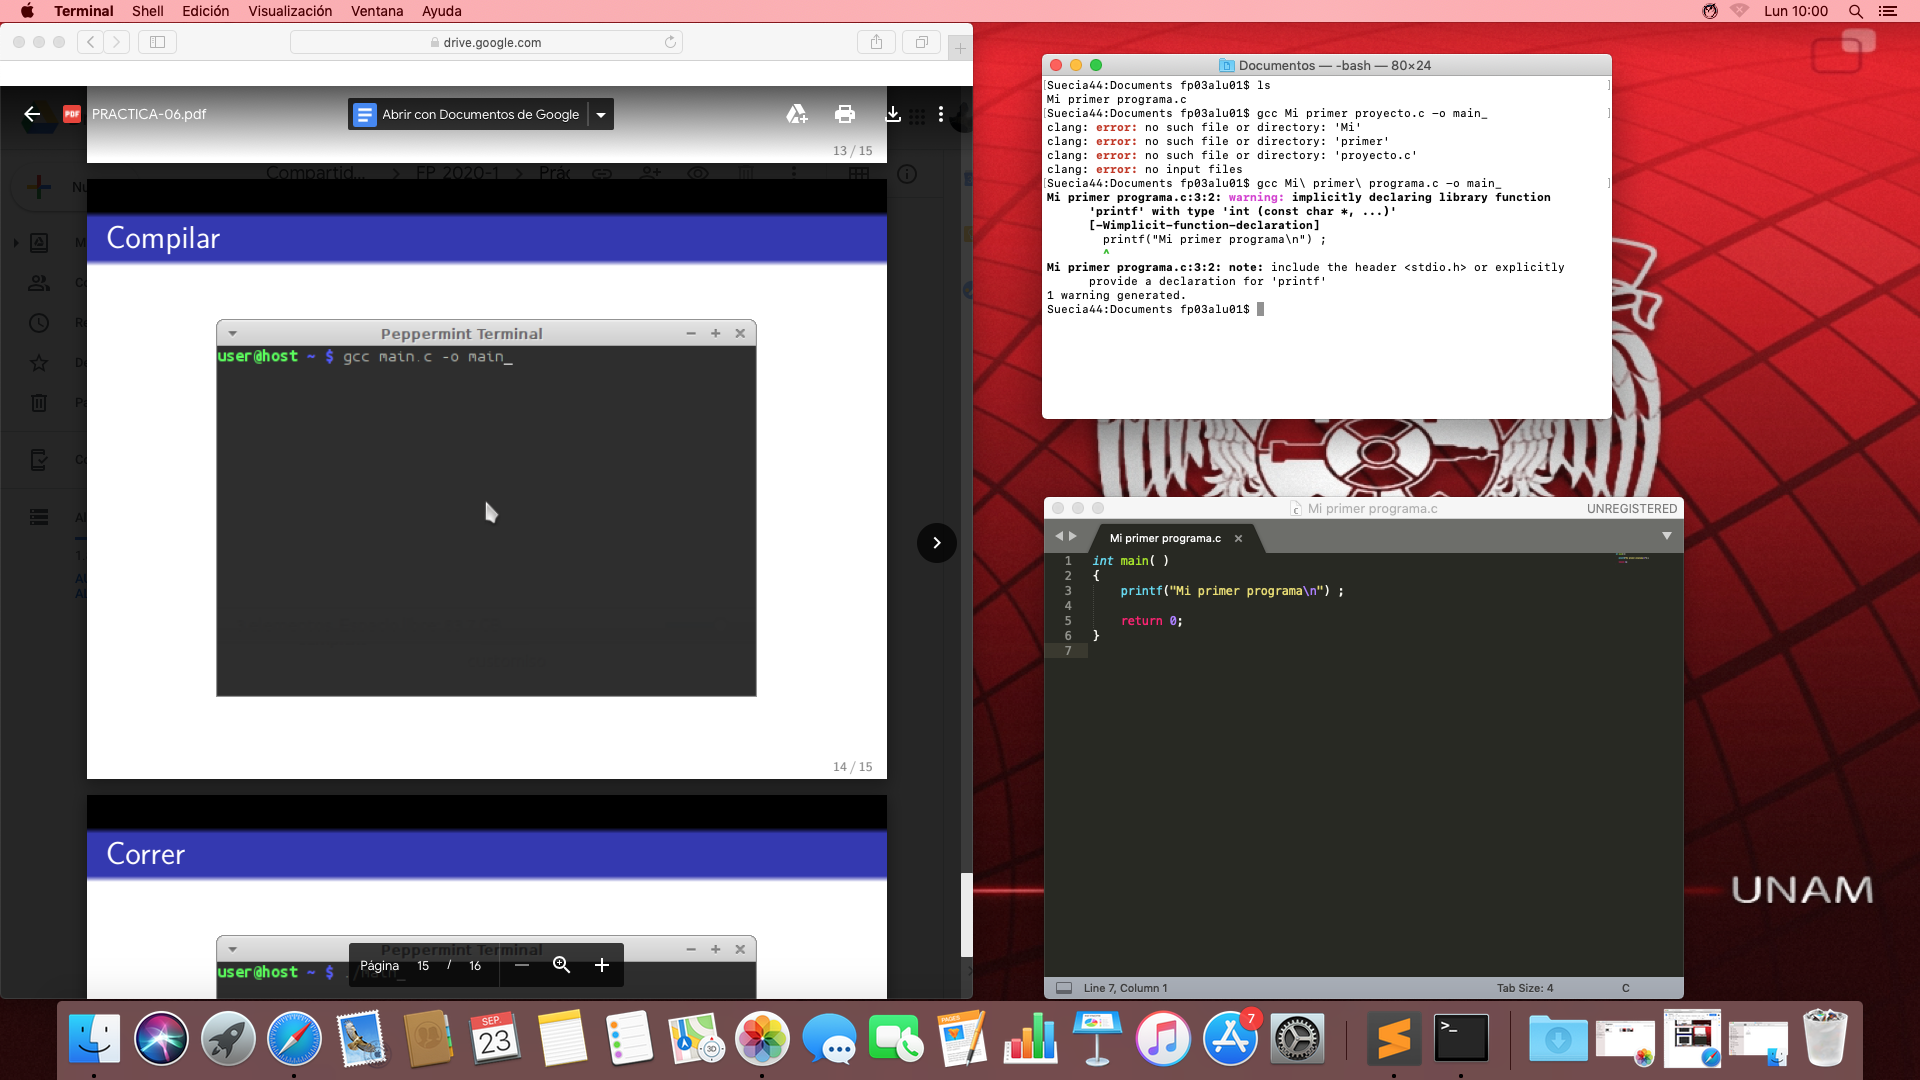 Terminal Shell Edición Visualización Ventana Ayuda
Lun 10:00
drive.google.com
PRACTICA-06.pdf
Abrir con Documentos de Google
13 / 15
Compartid... > FP 2020-1 >
Compilar
Peppermint Terminal
user@host ~ $ gcc main.c -o main_
14 / 15
Correr
Peppermint Terminal
user@host ~ $
Página 15 / 16
Documentos — -bash — 80×24
[Suecia44:Documents fp03alu01$ ls ]
Mi primer programa.c
[Suecia44:Documents fp03alu01$ gcc Mi primer proyecto.c -o main_ ]
clang: error: no such file or directory: 'Mi'
clang: error: no such file or directory: 'primer'
clang: error: no such file or directory: 'proyecto.c'
clang: error: no input files
[Suecia44:Documents fp03alu01$ gcc Mi\ primer\ programa.c -o main_ ]
Mi primer programa.c:3:2: warning: implicitly declaring library function
'printf' with type 'int (const char *, ...)'
[-Wimplicit-function-declaration]
printf("Mi primer programa\n") ;
^
Mi primer programa.c:3:2: note: include the header <stdio.h> or explicitly
provide a declaration for 'printf'
1 warning generated.
Suecia44:Documents fp03alu01$
Mi primer programa.c
UNREGISTERED
Mi primer programa.c ×
1 int main( )
2 {
3 printf("Mi primer programa\n") ;
4
5 return 0;
6 }
7
Line 7, Column 1
Tab Size: 4
C
UNAM
SEP.
23
PAGES
3D
7
>_